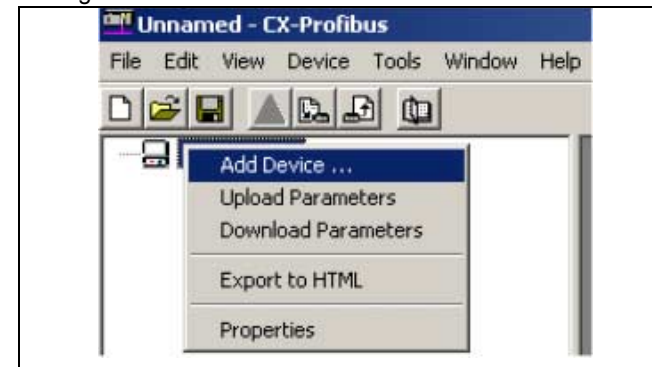 Unnamed - CX-Profibus
File Edit View Device Tools Window Help
Add Device ...
Upload Parameters
Download Parameters
Export to HTML
Properties